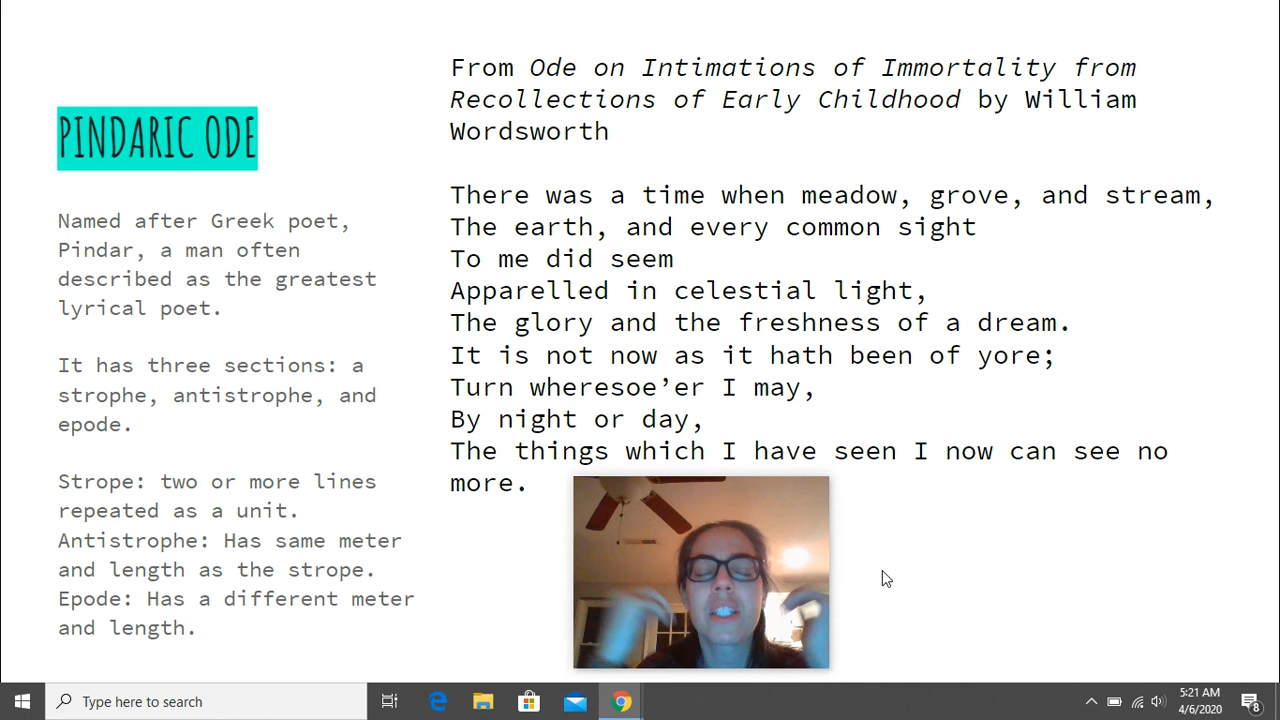 PINDARIC ODE
Named after Greek poet,
Pindar, a man often
described as the greatest
lyrical poet.
It has three sections: a
strophe, antistrophe, and
epode.
Strope: two or more lines
repeated as a unit.
Antistrophe: Has same meter
and length as the strope.
Epode: Has a different meter
and length.
From Ode on Intimations of Immortality from
Recollections of Early Childhood by William
Wordsworth
There was a time when meadow, grove, and stream,
The earth, and every common sight
To me did seem
Apparelled in celestial light,
The glory and the freshness of a dream.
It is not now as it hath been of yore;
Turn wheresoe’er I may,
By night or day,
The things which I have seen I now can see no
more.
Type here to search
5:21 AM
4/6/2020
8